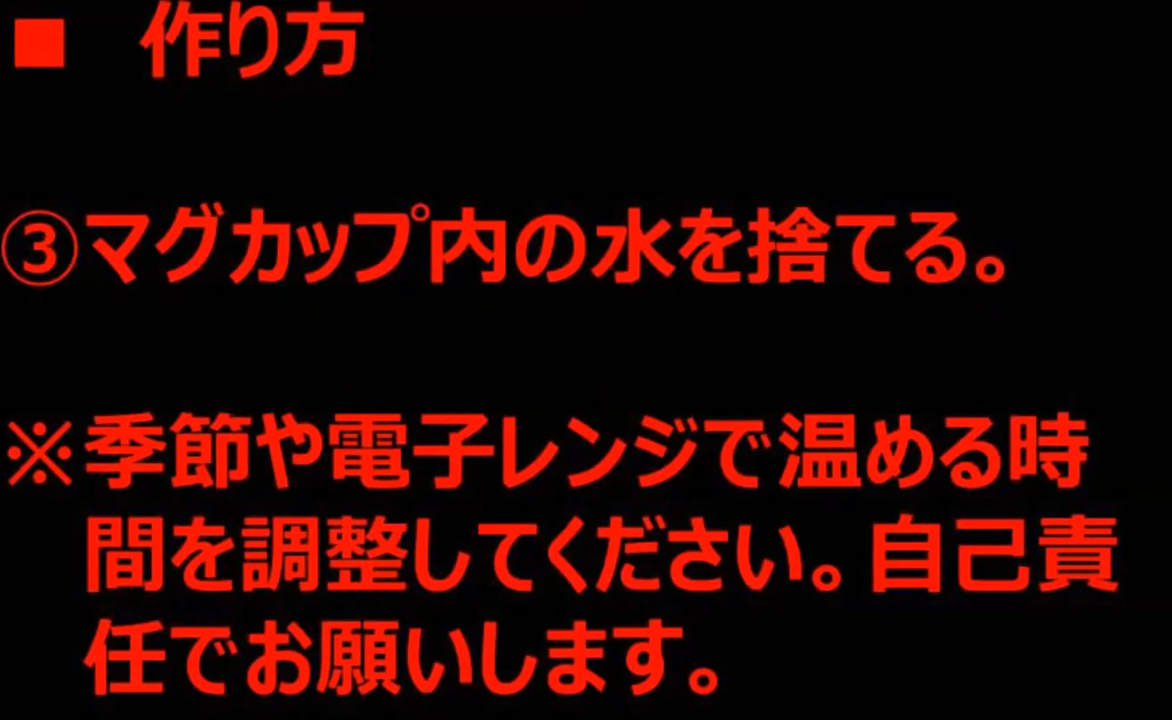 ■　作り方
③マグカップ内の水を捨てる。
※季節や電子レンジで温める時
間を調整してください。自己責
任でお願いします。